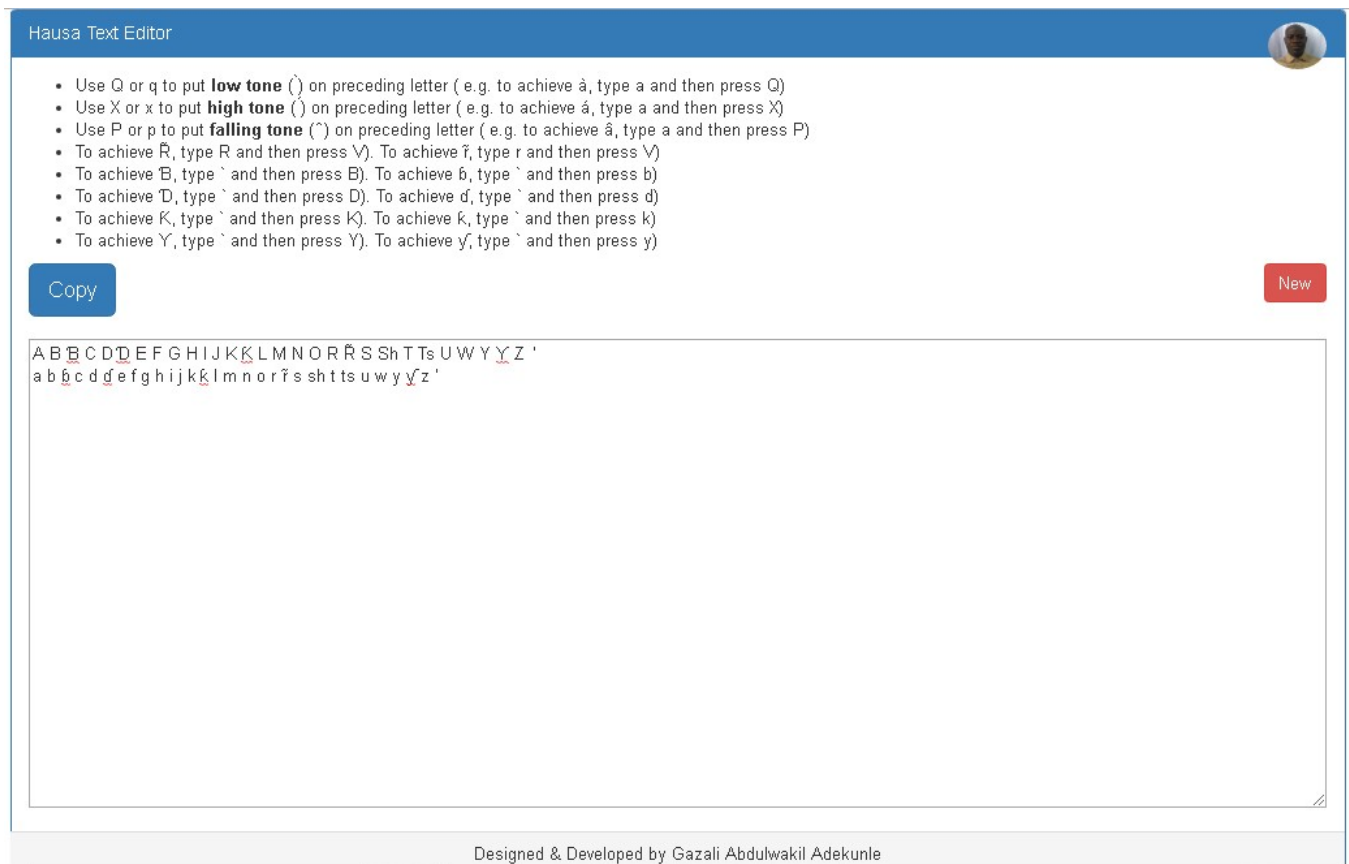 Hausa Text Editor
• Use Q or q to put low tone (̀) on preceding letter ( e.g. to achieve à, type a and then press Q)
• Use X or x to put high tone (́) on preceding letter ( e.g. to achieve á, type a and then press X)
• Use P or p to put falling tone (ˆ) on preceding letter ( e.g. to achieve â, type a and then press P)
• To achieve R̃, type R and then press V). To achieve r̃, type r and then press V)
• To achieve Ɓ, type ` and then press B). To achieve ɓ, type ` and then press b)
• To achieve Ɗ, type ` and then press D). To achieve ɗ, type ` and then press d)
• To achieve Ƙ, type ` and then press K). To achieve ƙ, type ` and then press k)
• To achieve Ƴ, type ` and then press Y). To achieve ƴ, type ` and then press y)
Copy
New
A B Ɓ C D Ɗ E F G H I J K Ƙ L M N O R R̃ S Sh T Ts U W Y Ƴ Z '
a b ɓ c d ɗ e f g h i j k ƙ l m n o r r̃ s sh t ts u w y ƴ z '
Designed & Developed by Gazali Abdulwakil Adekunle